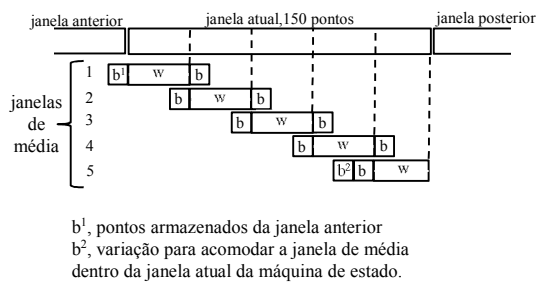 janela anterior janela atual,150 pontos janela posterior
1 b¹ w b
2 b w b
janelas
3 b w b
de
média
4 b w b
5 b² b w
b¹, pontos armazenados da janela anterior
b², variação para acomodar a janela de média
dentro da janela atual da máquina de estado.